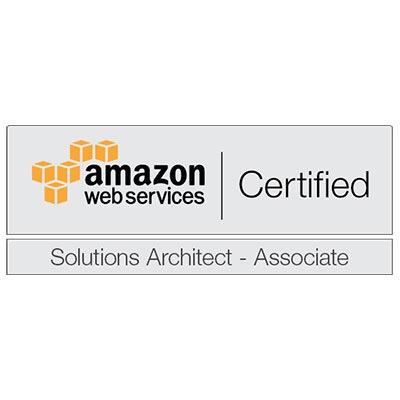 amazon
web services
Certified
Solutions Architect - Associate